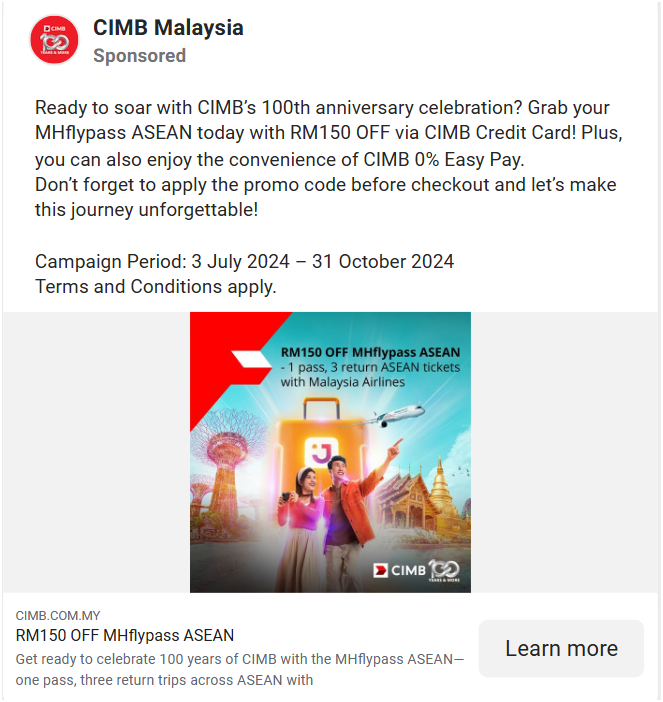 CIMB
100
YEARS & MORE
CIMB Malaysia
Sponsored
Ready to soar with CIMB’s 100th anniversary celebration? Grab your
MHflypass ASEAN today with RM150 OFF via CIMB Credit Card! Plus,
you can also enjoy the convenience of CIMB 0% Easy Pay.
Don’t forget to apply the promo code before checkout and let’s make
this journey unforgettable!
Campaign Period: 3 July 2024 – 31 October 2024
Terms and Conditions apply.
RM150 OFF MHflypass ASEAN
- 1 pass, 3 return ASEAN tickets
with Malaysia Airlines
CIMB 100
YEARS & MORE
CIMB.COM.MY
RM150 OFF MHflypass ASEAN
Get ready to celebrate 100 years of CIMB with the MHflypass ASEAN—
one pass, three return trips across ASEAN with
Learn more